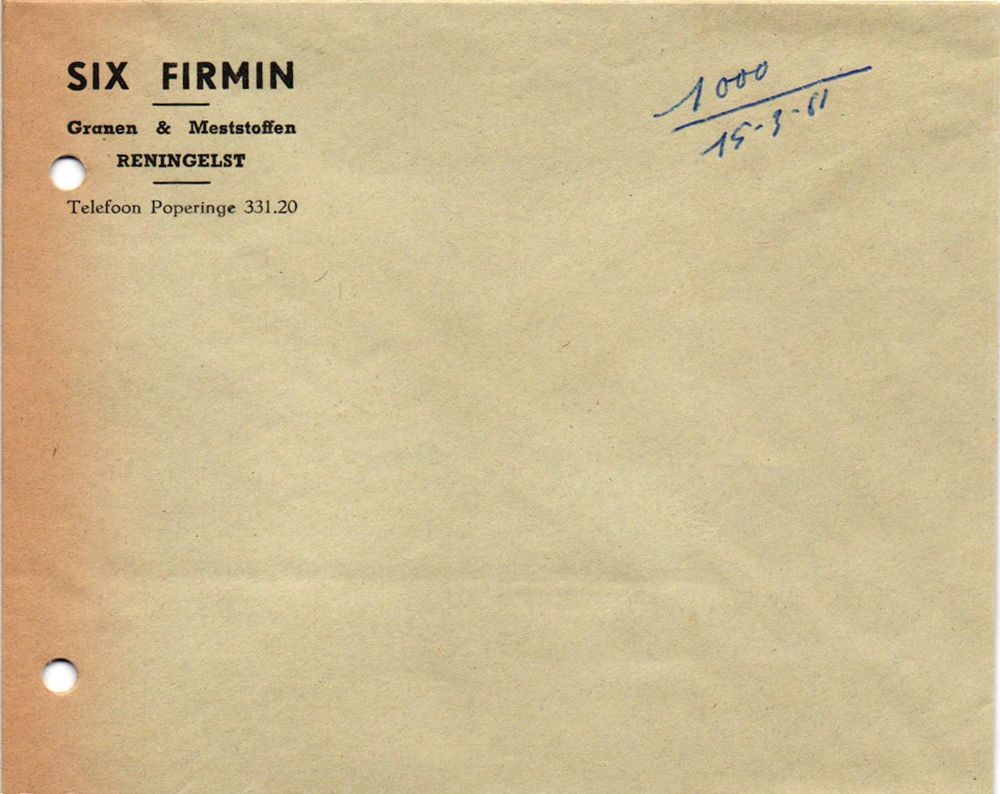 SIX FIRMIN
Granen & Meststoffen
RENINGELST
Telefoon Poperinge 331.20
1000
15-3-61